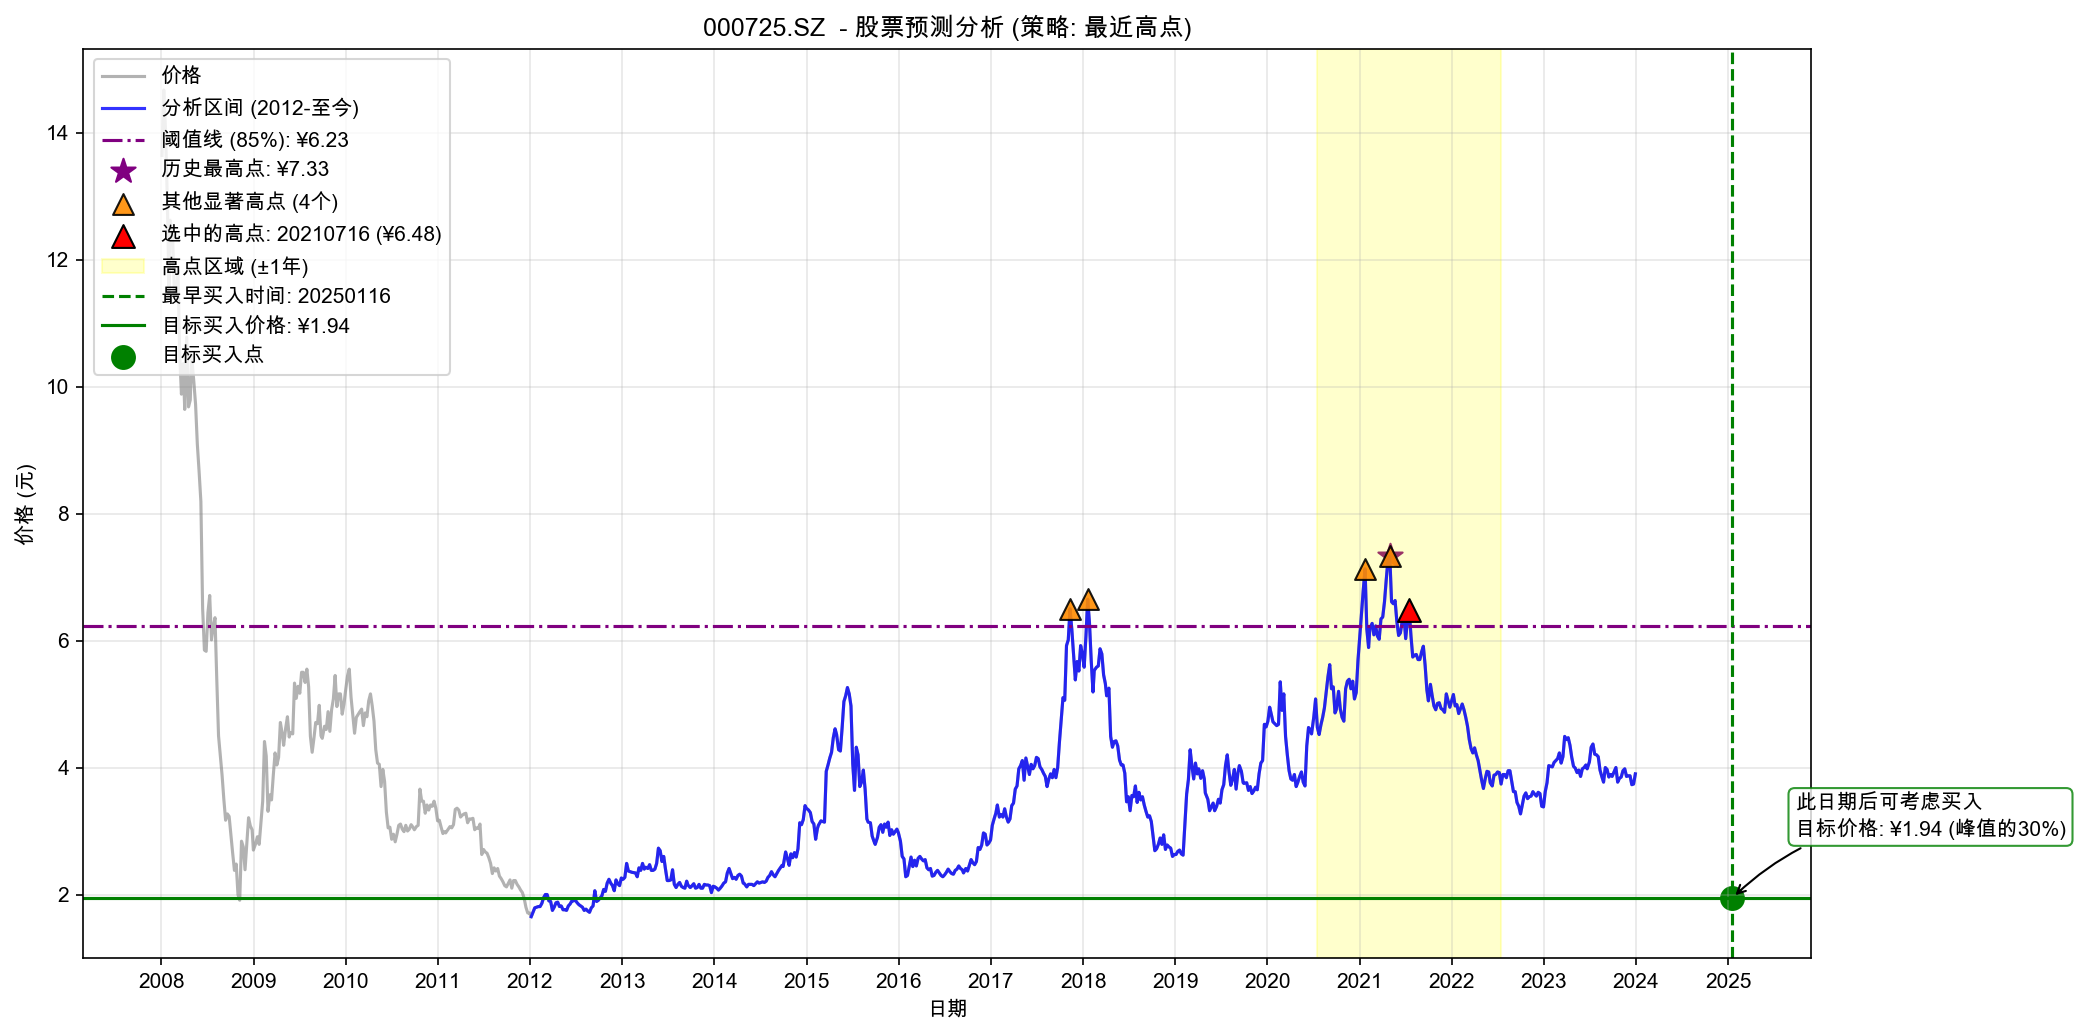 000725.SZ - 股票预测分析 (策略: 最近高点)
价格
分析区间 (2012-至今)
阈值线 (85%): ¥6.23
历史最高点: ¥7.33
其他显著高点 (4个)
选中的高点: 20210716 (¥6.48)
高点区域 (±1年)
最早买入时间: 20250116
目标买入价格: ¥1.94
目标买入点
价格 (元)
14
12
10
8
6
4
2
此日期后可考虑买入
目标价格: ¥1.94 (峰值的30%)
2008 2009 2010 2011 2012 2013 2014 2015 2016 2017 2018 2019 2020 2021 2022 2023 2024 2025
日期